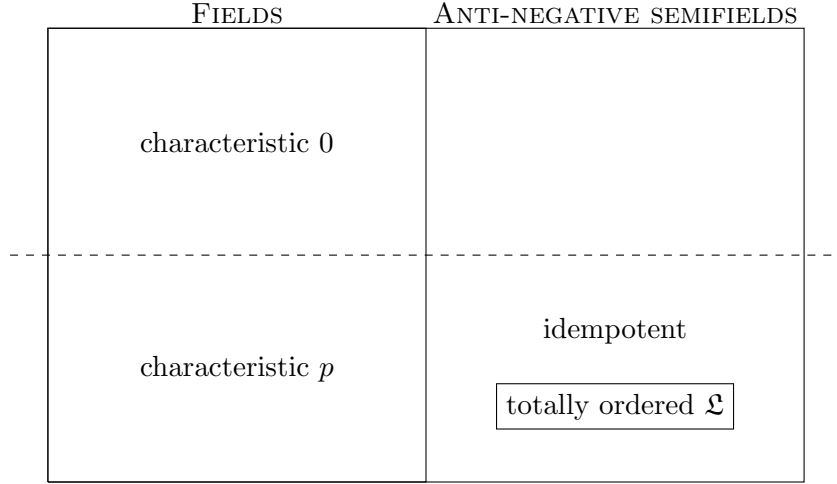 FIELDS ANTI-NEGATIVE SEMIFIELDS
characteristic 0
idempotent
characteristic p
totally ordered 𝔏